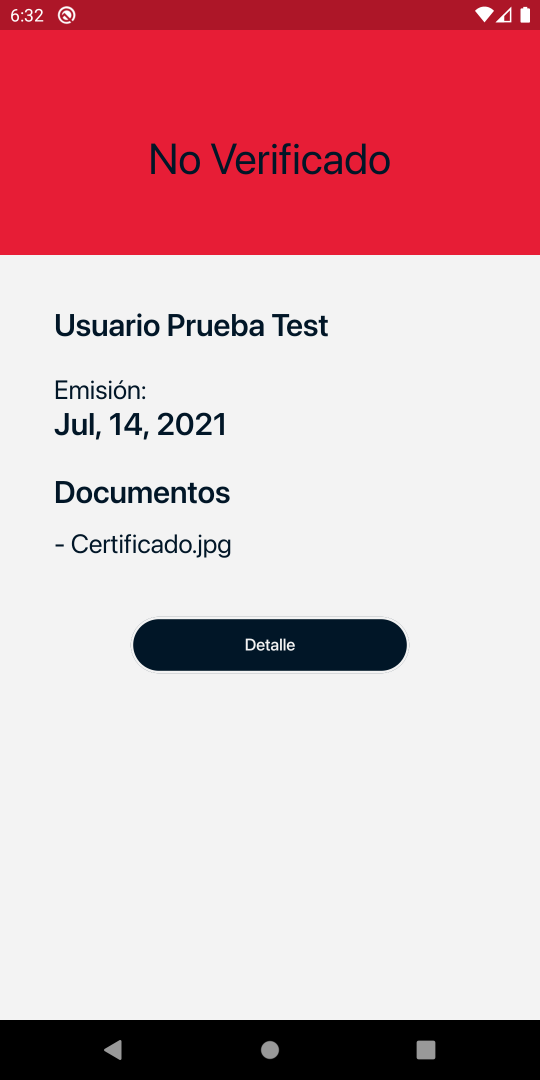 6:32
No Verificado
Usuario Prueba Test
Emisión:
Jul, 14, 2021
Documentos
- Certificado.jpg
Detalle